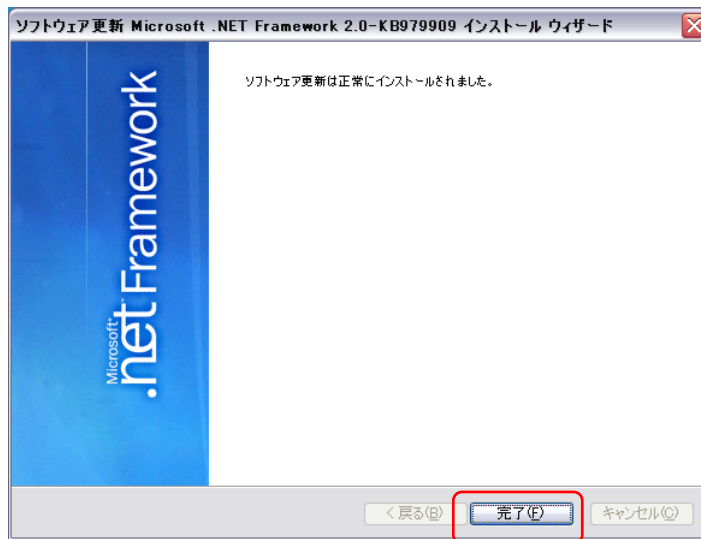 ソフトウェア更新 Microsoft .NET Framework 2.0-KB979909 インストール ウィザード
ソフトウェア更新は正常にインストールされました。
Microsoft
.net Framework
< 戻る(B)
完了(F)
キャンセル(C)